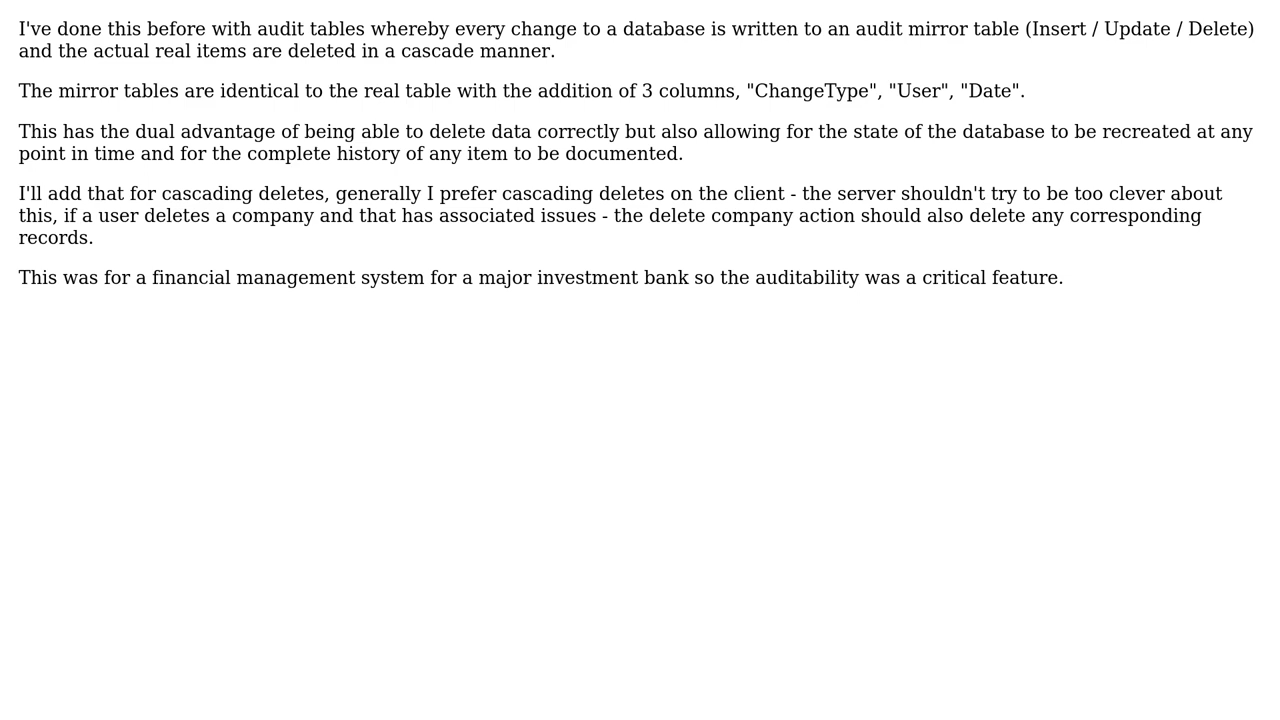 I've done this before with audit tables whereby every change to a database is written to an audit mirror table (Insert / Update / Delete)
and the actual real items are deleted in a cascade manner.
The mirror tables are identical to the real table with the addition of 3 columns, "ChangeType", "User", "Date".
This has the dual advantage of being able to delete data correctly but also allowing for the state of the database to be recreated at any
point in time and for the complete history of any item to be documented.
I'll add that for cascading deletes, generally I prefer cascading deletes on the client - the server shouldn't try to be too clever about
this, if a user deletes a company and that has associated issues - the delete company action should also delete any corresponding
records.
This was for a financial management system for a major investment bank so the auditability was a critical feature.